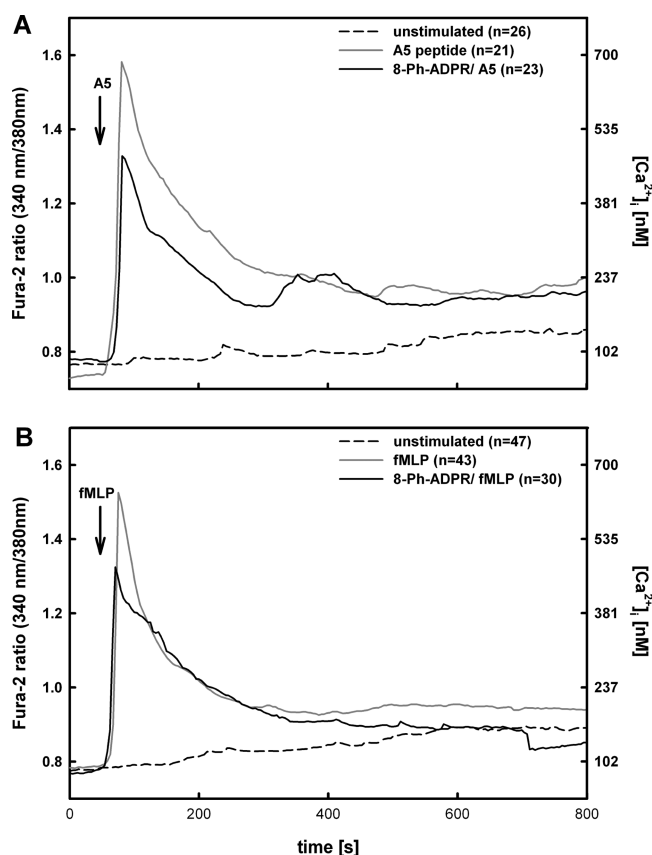 A
unstimulated (n=26)
A5 peptide (n=21)
8-Ph-ADPR/ A5 (n=23)
A5
1.6
1.4
1.2
1.0
0.8
Fura-2 ratio (340 nm/380nm)
700
535
381
237
102
[Ca2+]i [nM]
B
unstimulated (n=47)
fMLP (n=43)
8-Ph-ADPR/ fMLP (n=30)
fMLP
1.6
1.4
1.2
1.0
0.8
Fura-2 ratio (340 nm/380nm)
700
535
381
237
102
[Ca2+]i [nM]
0 200 400 600 800
time [s]